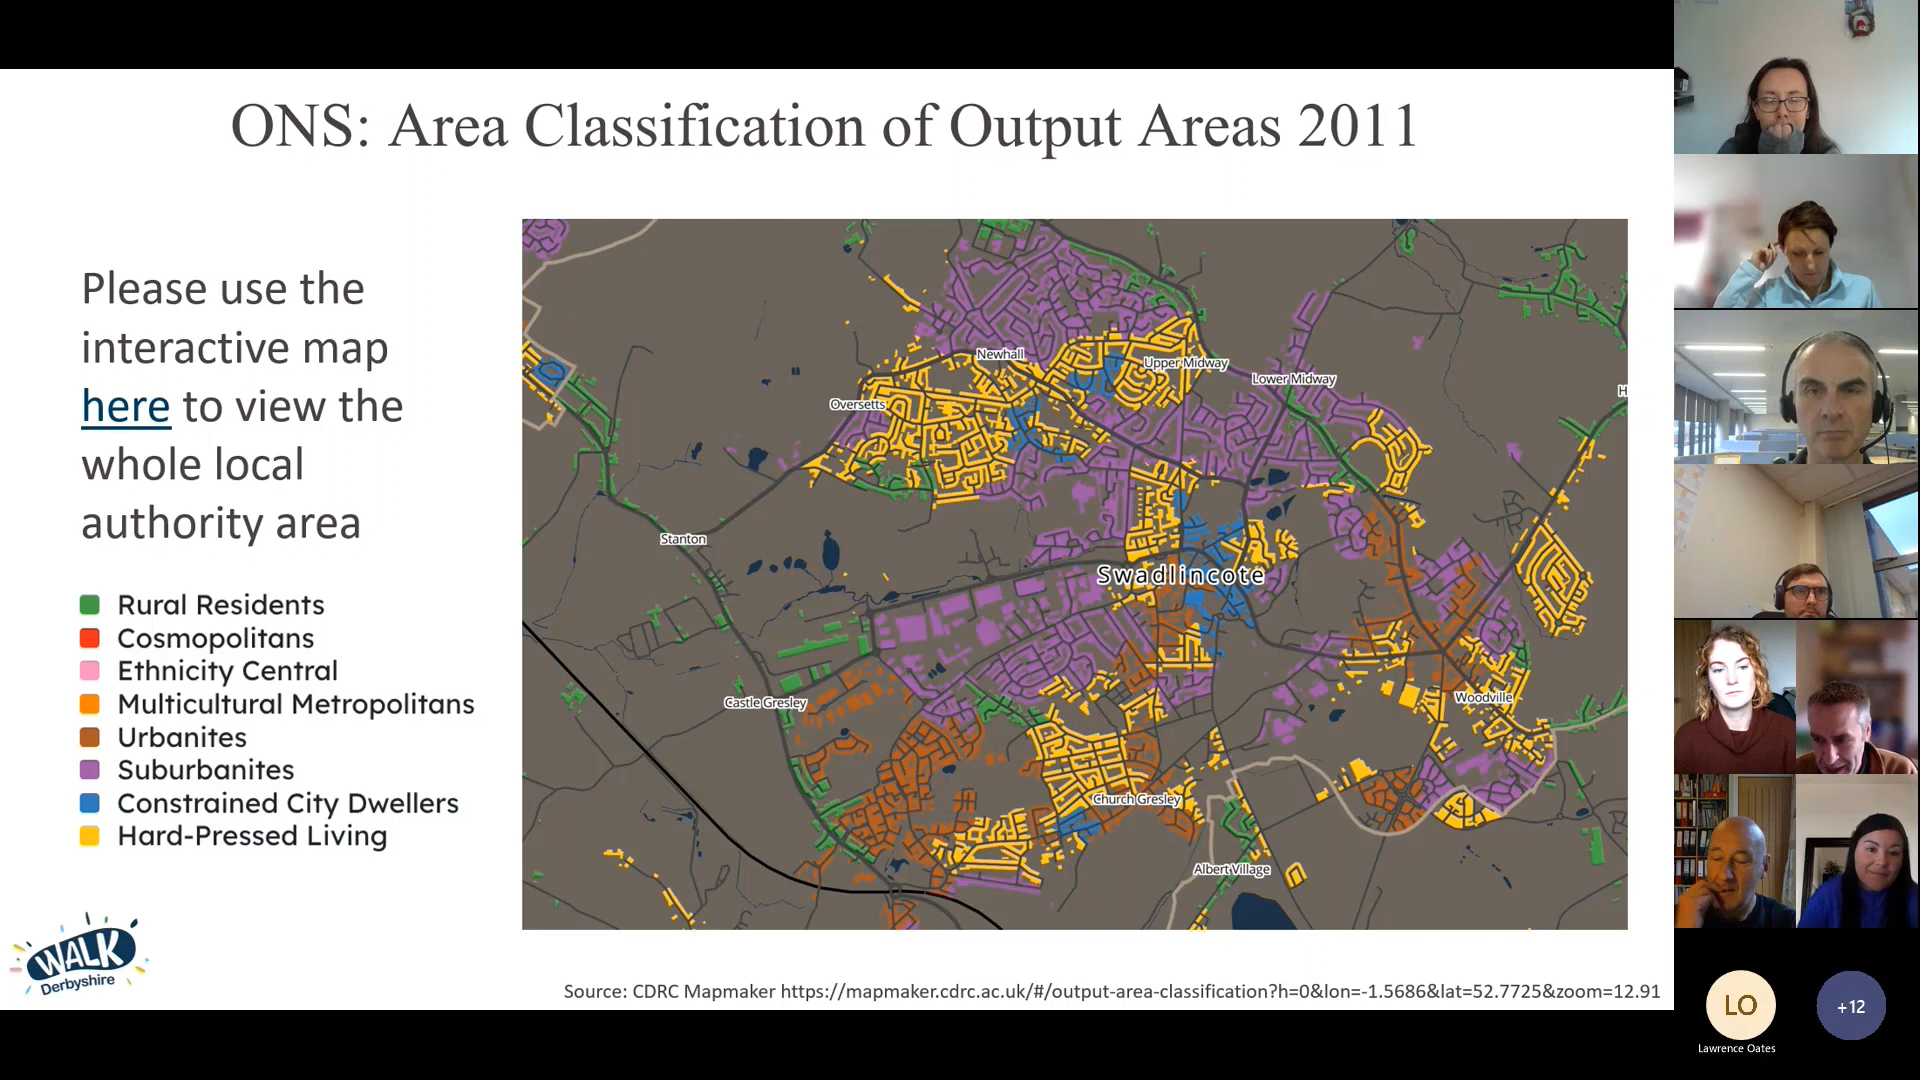 ONS: Area Classification of Output Areas 2011
Please use the
interactive map
here to view the
whole local
authority area
Rural Residents
Cosmopolitans
Ethnicity Central
Multicultural Metropolitans
Urbanites
Suburbanites
Constrained City Dwellers
Hard-Pressed Living
Newhall
Upper Midway
Lower Midway
H
Oversetts
Stanton
Swadlincote
Castle Gresley
Woodville
Church Gresley
Albert Village
WALK
Derbyshire
Source: CDRC Mapmaker https://mapmaker.cdrc.ac.uk/#/output-area-classification?h=0&lon=-1.5686&lat=52.7725&zoom=12.91
LO
+12
Lawrence Oates